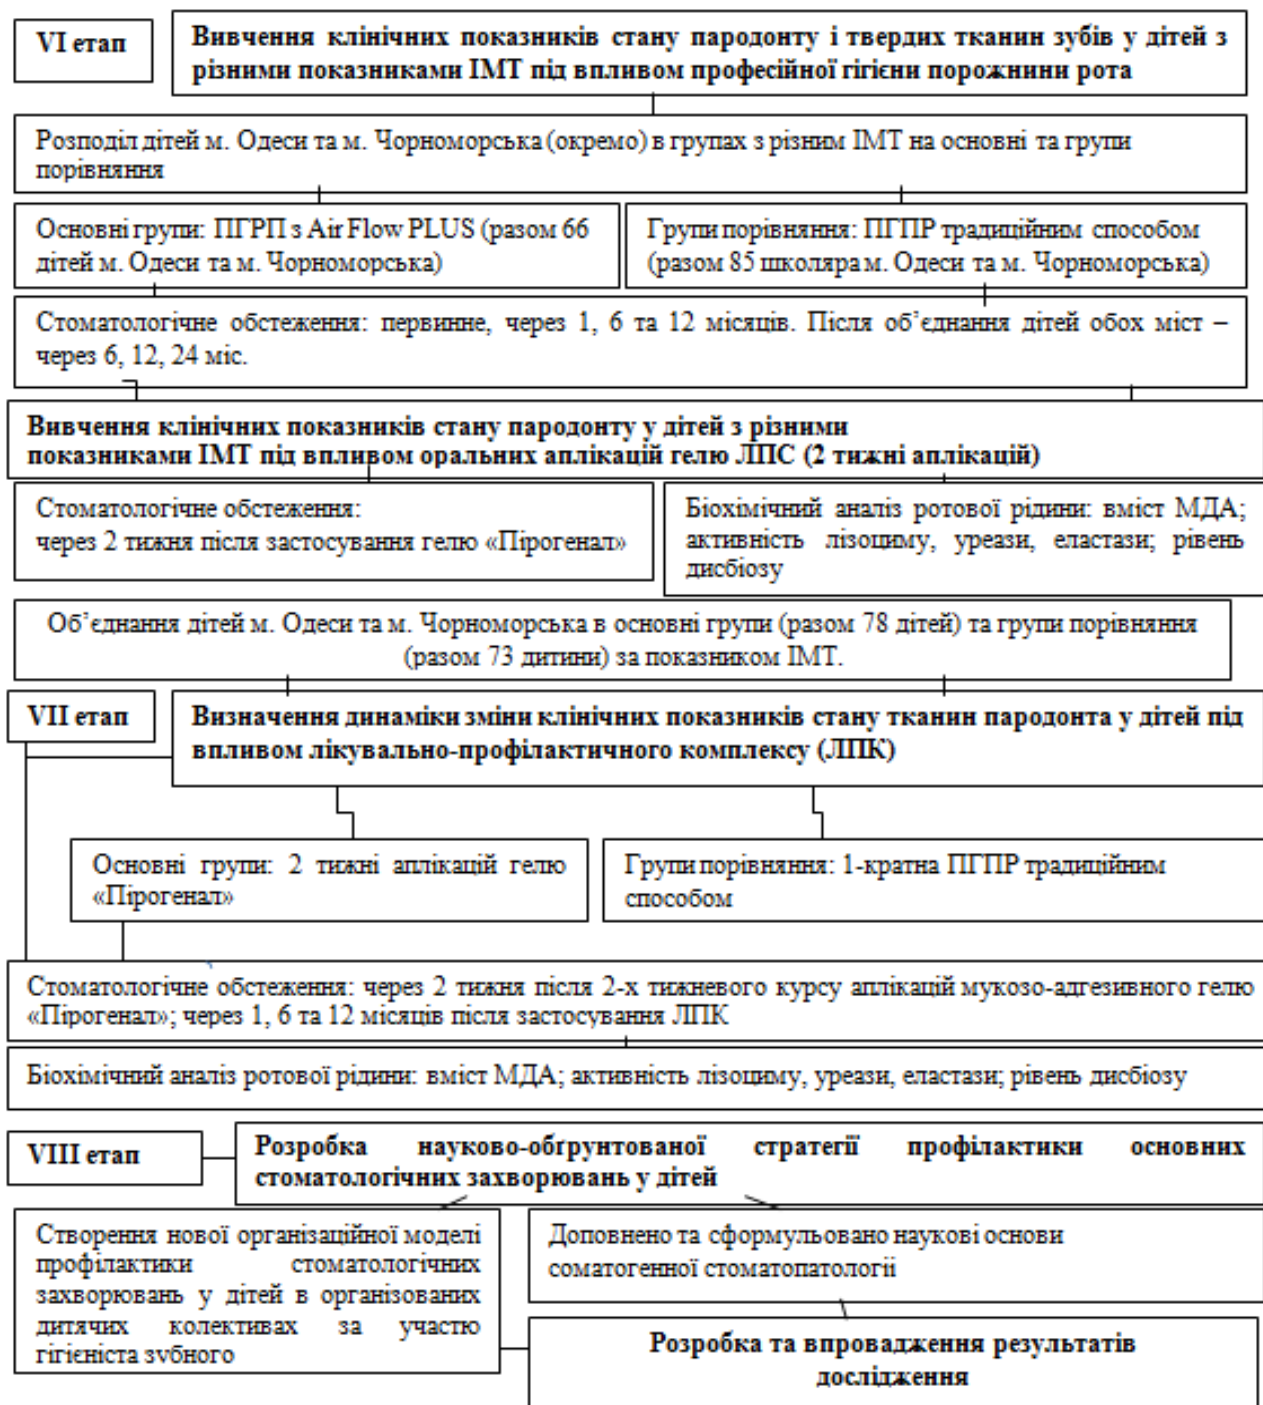 VI етап
Вивчення клінічних показників стану пародонту і твердих тканин зубів у дітей з
різними показниками ІМТ під впливом професійної гігієни порожнини рота
Розподіл дітей м. Одеси та м. Чорноморська (окремо) в групах з різним ІМТ на основні та групи
порівняння
Основні групи: ПГРП з Air Flow PLUS (разом 66
дітей м. Одеси та м. Чорноморська)
Групи порівняння: ПГПР традиційним способом
(разом 85 школяра м. Одеси та м. Чорноморська)
Стоматологічне обстеження: первинне, через 1, 6 та 12 місяців. Після об’єднання дітей обох міст –
через 6, 12, 24 міс.
Вивчення клінічних показників стану пародонту у дітей з різними
показниками ІМТ під впливом оральних аплікацій гелю ЛПС (2 тижні аплікацій)
Стоматологічне обстеження:
через 2 тижня після застосування гелю «Пірогенал»
Біохімічний аналіз ротової рідини: вміст МДА;
активність лізоциму, уреази, еластази; рівень
дисбіозу
Об’єднання дітей м. Одеси та м. Чорноморська в основні групи (разом 78 дітей) та групи порівняння
(разом 73 дитини) за показником ІМТ.
VII етап
Визначення динаміки зміни клінічних показників стану тканин пародонта у дітей під
впливом лікувально-профілактичного комплексу (ЛПК)
Основні групи: 2 тижні аплікацій гелю
«Пірогенал»
Групи порівняння: 1-кратна ПГПР традиційним
способом
Стоматологічне обстеження: через 2 тижня після 2-х тижневого курсу аплікацій мукозо-адгезивного гелю
«Пірогенал»; через 1, 6 та 12 місяців після застосування ЛПК
Біохімічний аналіз ротової рідини: вміст МДА; активність лізоциму, уреази, еластази; рівень дисбіозу
VIII етап
Розробка науково-обґрунтованої стратегії профілактики основних
стоматологічних захворювань у дітей
Створення нової організаційної моделі
профілактики стоматологічних
захворювань у дітей в організованих
дитячих колективах за участю
гігієніста зубного
Доповнено та сформульовано наукові основи
соматогенної стоматопатології
Розробка та впровадження результатів
дослідження